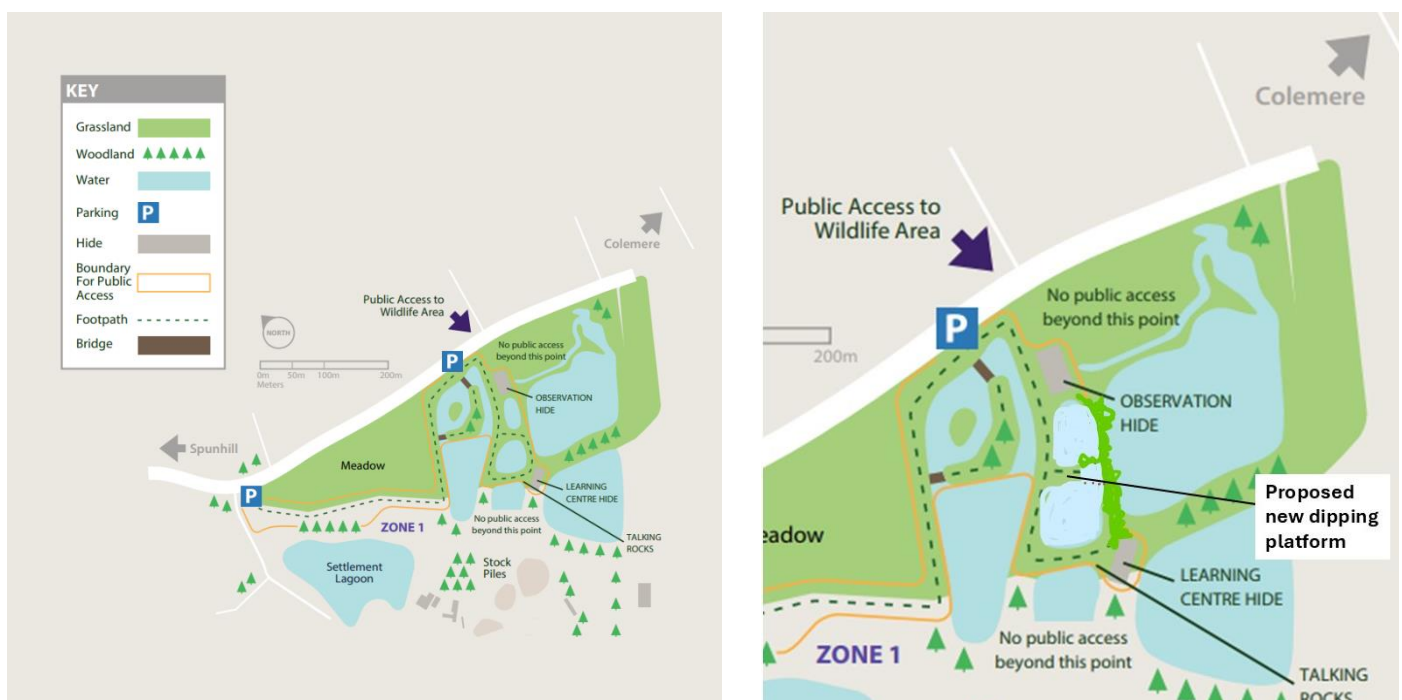 KEY
Grassland
Woodland
Water
Parking
P
Hide
Boundary
For Public
Access
Footpath
Bridge
NORTH
0m 50m 100m 200m
Meters
Colemere
Public Access to
Wildlife Area
P
No public access
beyond this point
OBSERVATION
HIDE
Spunhill
Meadow
P
LEARNING
CENTRE HIDE
ZONE 1
No public access
beyond this point
TALKING
ROCKS
Settlement
Lagoon
Stock
Piles
Colemere
Public Access to
Wildlife Area
No public access
beyond this point
P
200m
OBSERVATION
HIDE
Proposed
new dipping
platform
eadow
LEARNING
CENTRE HIDE
No public access
beyond this point
ZONE 1
TALKING
ROCKS